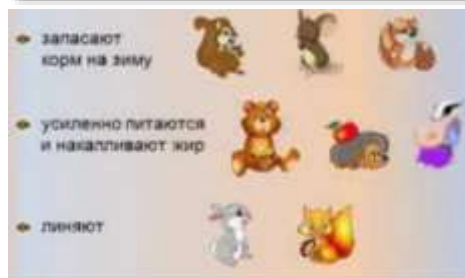 запасают
корм на зиму
усиленно питаются
и накапливают жир
линяют